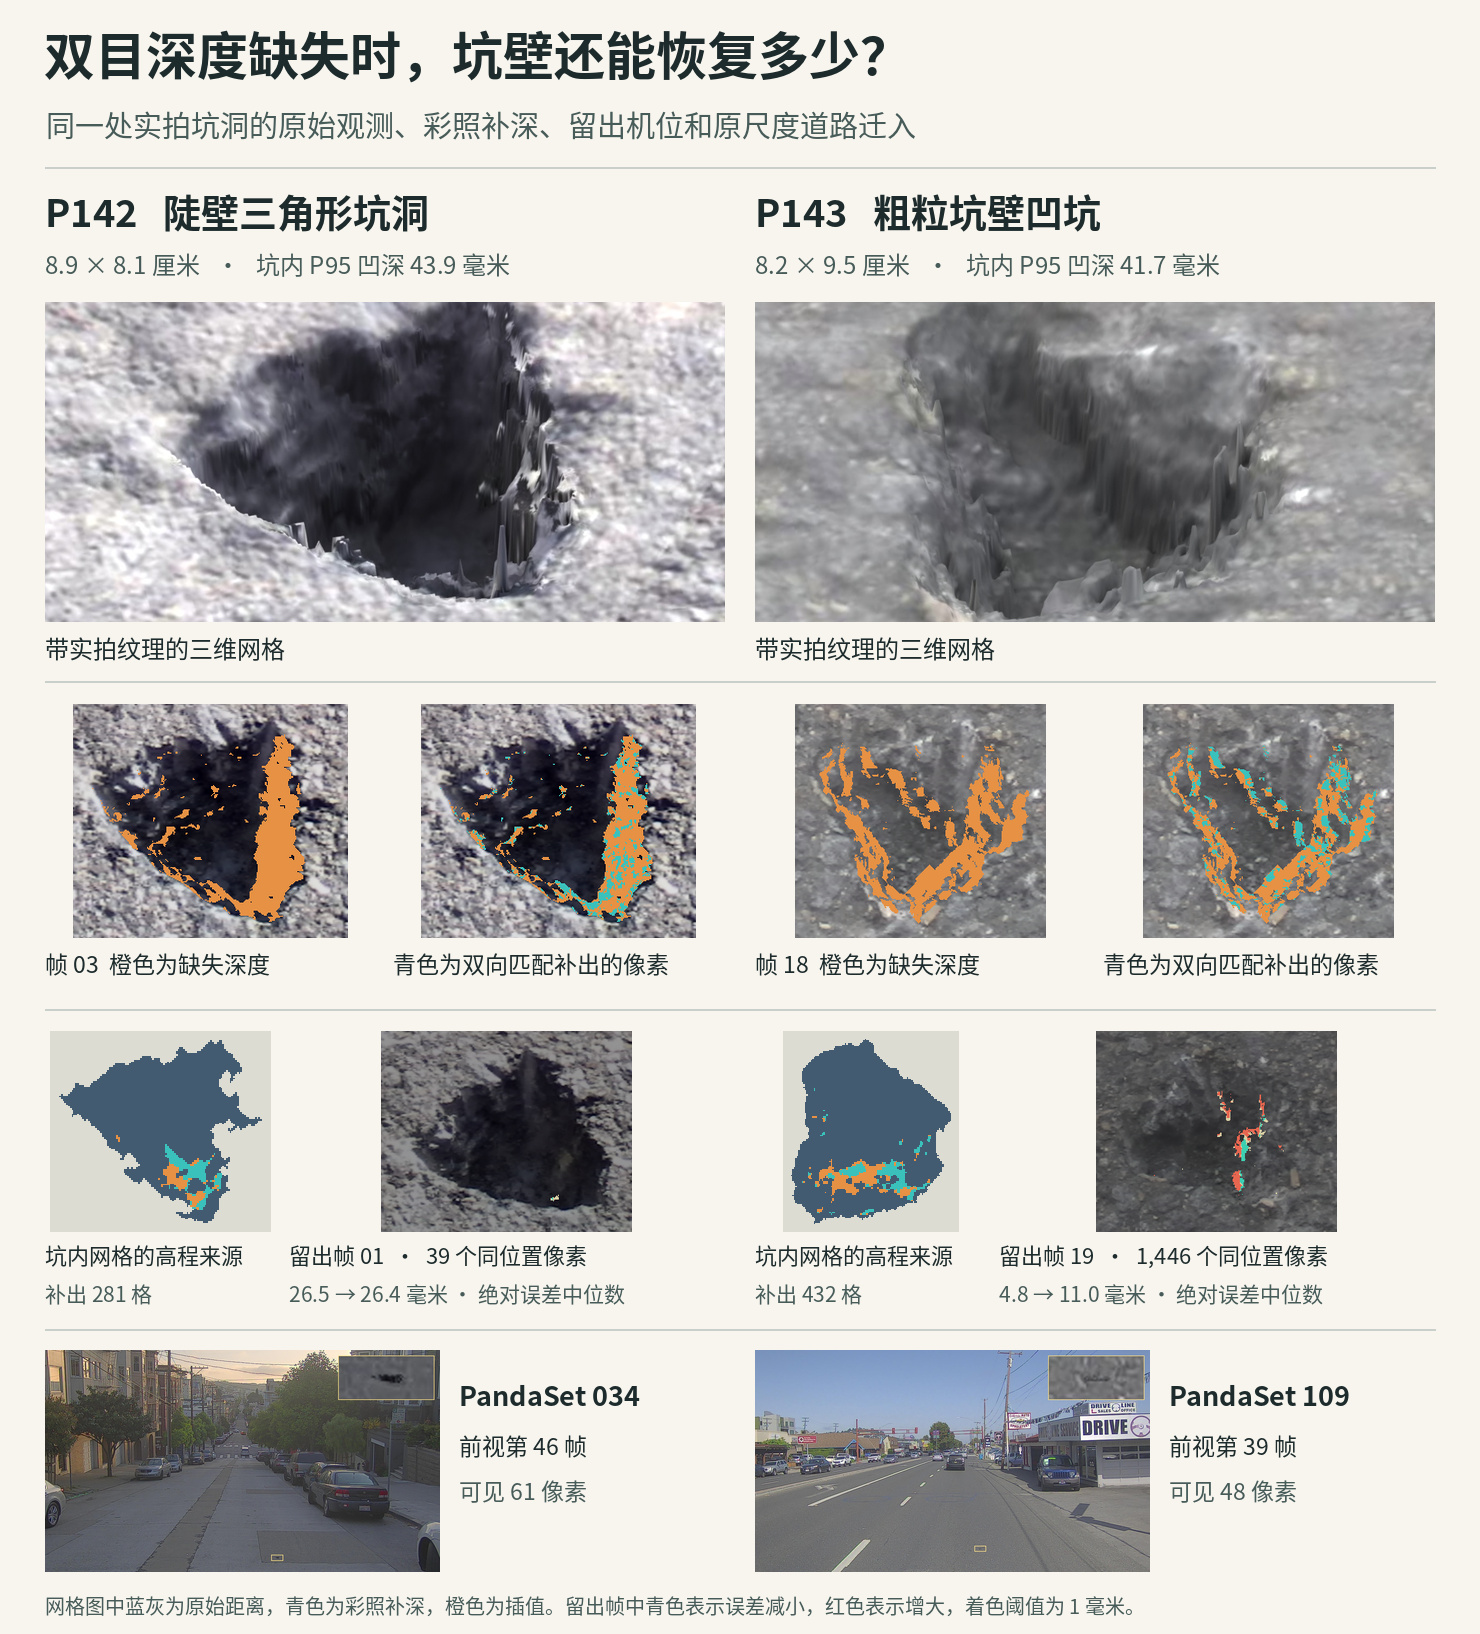 双目深度缺失时，坑壁还能恢复多少？
同一处实拍坑洞的原始观测、彩照补深、留出机位和原尺度道路迁入
P142 陡壁三角形坑洞
8.9 × 8.1 厘米 · 坑内 P95 凹深 43.9 毫米
带实拍纹理的三维网格
P143 粗粒坑壁凹坑
8.2 × 9.5 厘米 · 坑内 P95 凹深 41.7 毫米
带实拍纹理的三维网格
帧 03 橙色为缺失深度
青色为双向匹配补出的像素
帧 18 橙色为缺失深度
青色为双向匹配补出的像素
坑内网格的高程来源
补出 281 格
留出帧 01 · 39 个同位置像素
26.5 → 26.4 毫米 · 绝对误差中位数
坑内网格的高程来源
补出 432 格
留出帧 19 · 1,446 个同位置像素
4.8 → 11.0 毫米 · 绝对误差中位数
PandaSet 034
前视第 46 帧
可见 61 像素
DRIVE LINE
DRIVE
PandaSet 109
前视第 39 帧
可见 48 像素
网格图中蓝灰为原始距离，青色为彩照补深，橙色为插值。留出帧中青色表示误差减小，红色表示增大，着色阈值为 1 毫米。